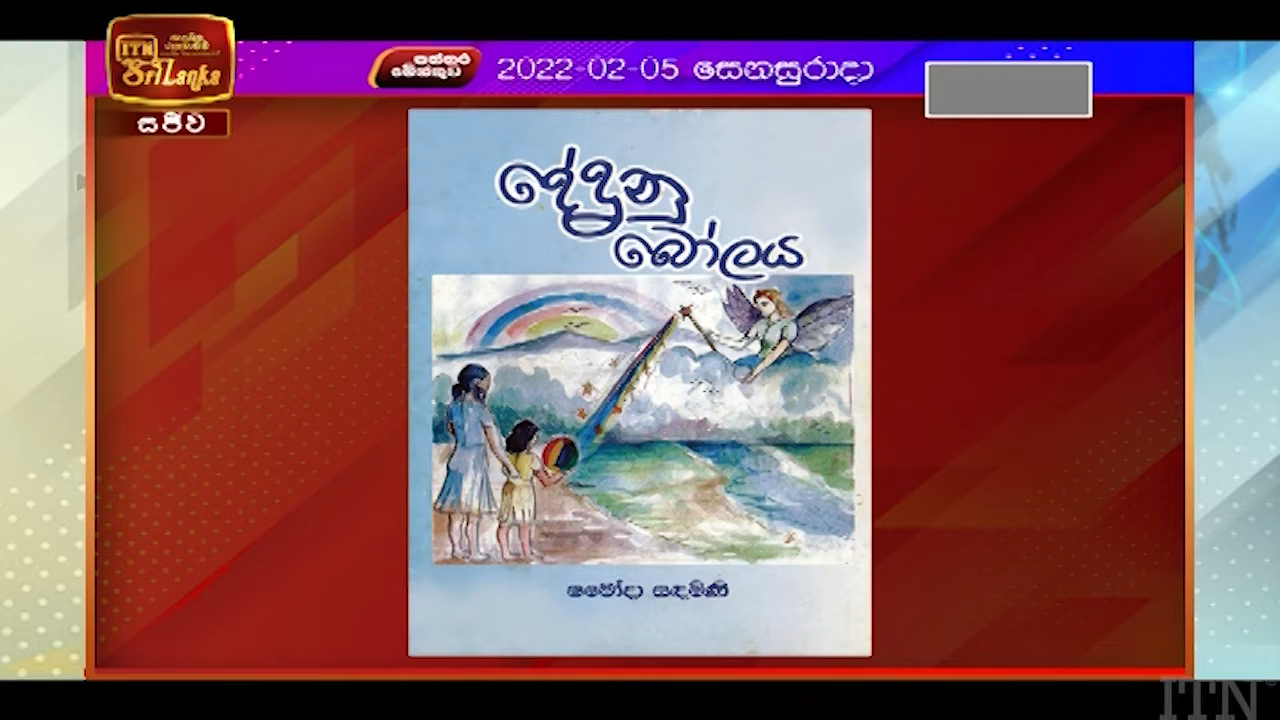 ITN
Sri Lanka
සජීව
පත්තර
2022-02-05 සෙනසුරාදා
දේදුනු
බෝලය
සඳමිණි
ITN